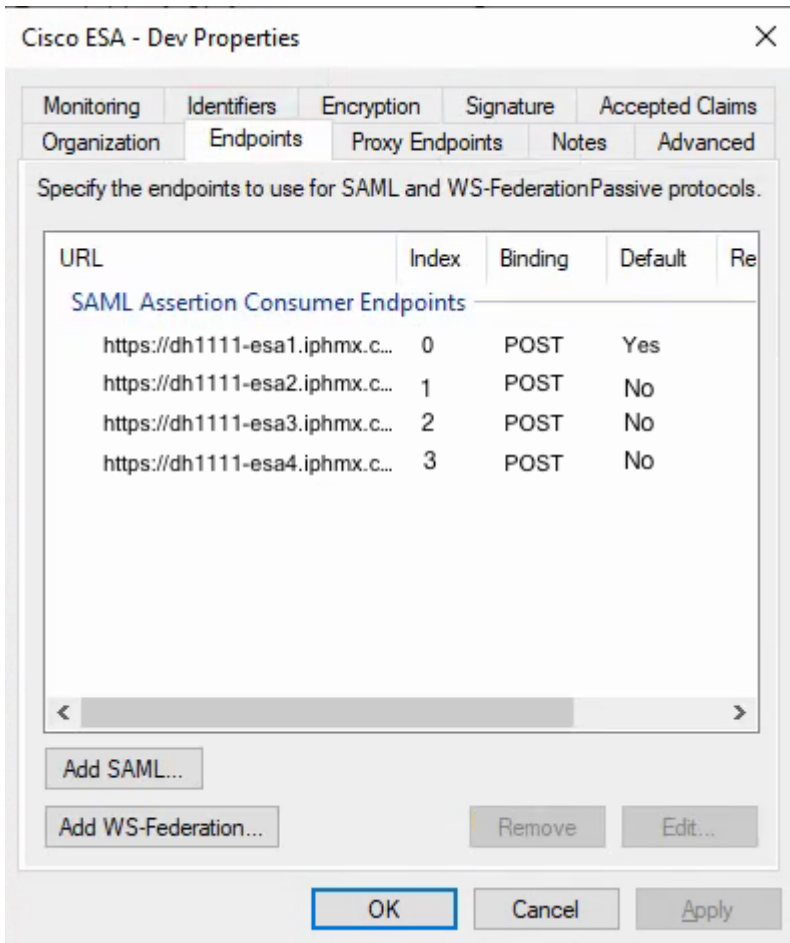 Cisco ESA - Dev Properties
Monitoring Identifiers Encryption Signature Accepted Claims
Organization Endpoints Proxy Endpoints Notes Advanced
Specify the endpoints to use for SAML and WS-FederationPassive protocols.
URL Index Binding Default Re
SAML Assertion Consumer Endpoints
https://dh1111-esa1.iphmx.c... 0 POST Yes
https://dh1111-esa2.iphmx.c... 1 POST No
https://dh1111-esa3.iphmx.c... 2 POST No
https://dh1111-esa4.iphmx.c... 3 POST No
Add SAML...
Add WS-Federation... Remove Edit...
OK Cancel Apply